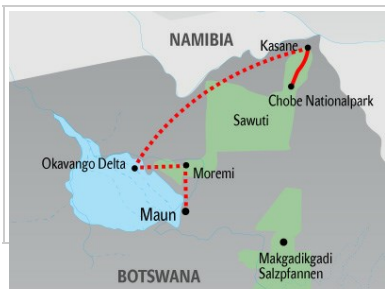 NAMIBIA
Kasane
Chobe Nationalpark
Sawuti
Okavango Delta
Moremi
Maun
Makgadikgadi
Salzpfannen
BOTSWANA